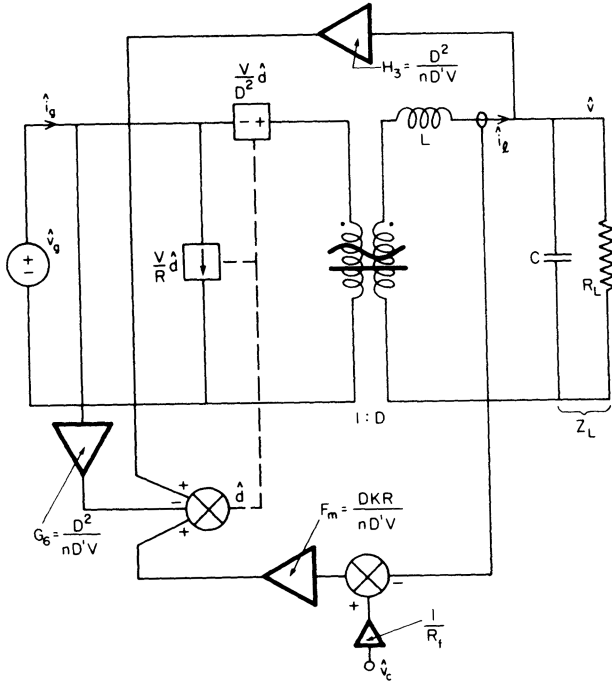 H₃ = D²/nD'V
V/D² d̂
î_g
- +
L
î_ℓ
v̂
+
-
v̂_g
V/R d̂
C
R_L
1 : D
Z_L
+
-
+
d̂
G₆ = D²/nD'V
F_m = DKR/nD'V
-
+
1/R_f
v̂_c